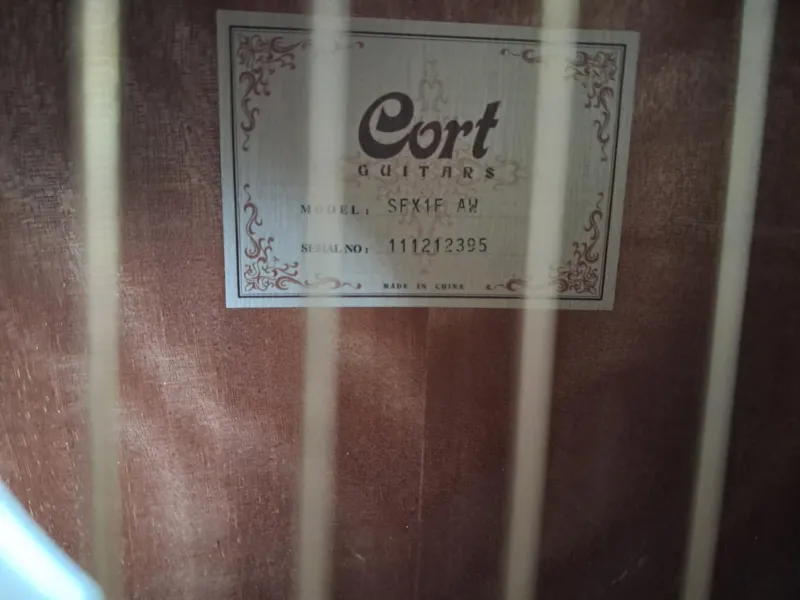 Cort
GUITARS
MODEL: SFX1F AW
SERIAL NO: 111212395
MADE IN CHINA